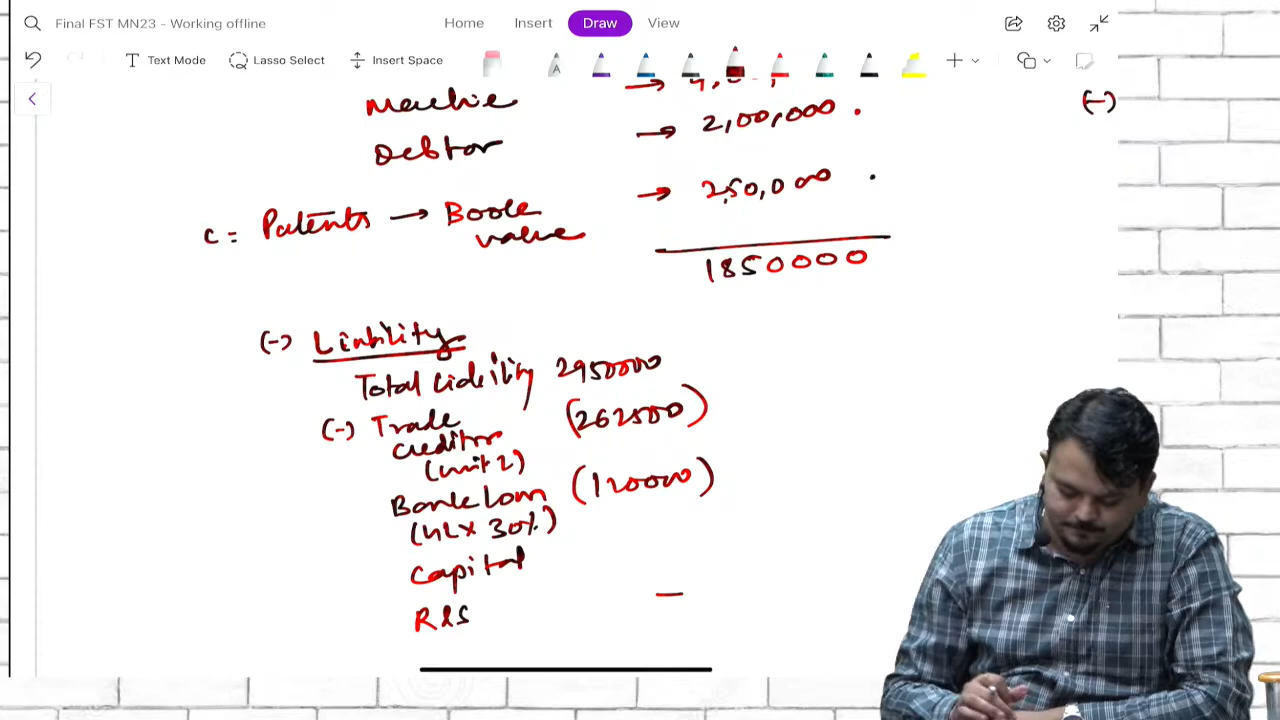 Final FST MN23 - Working offline
Home Insert Draw View
Text Mode Lasso Select Insert Space
Machie
(-)
Debtor → 2,00,000
c = Patents → Book value → 250,000
1850000
(-) Liability
Total Liability 2950000
(-) Trade creditor (unit 2) (262500)
Bank Loan (120000)
(4L x 30%)
Capital
R&S —